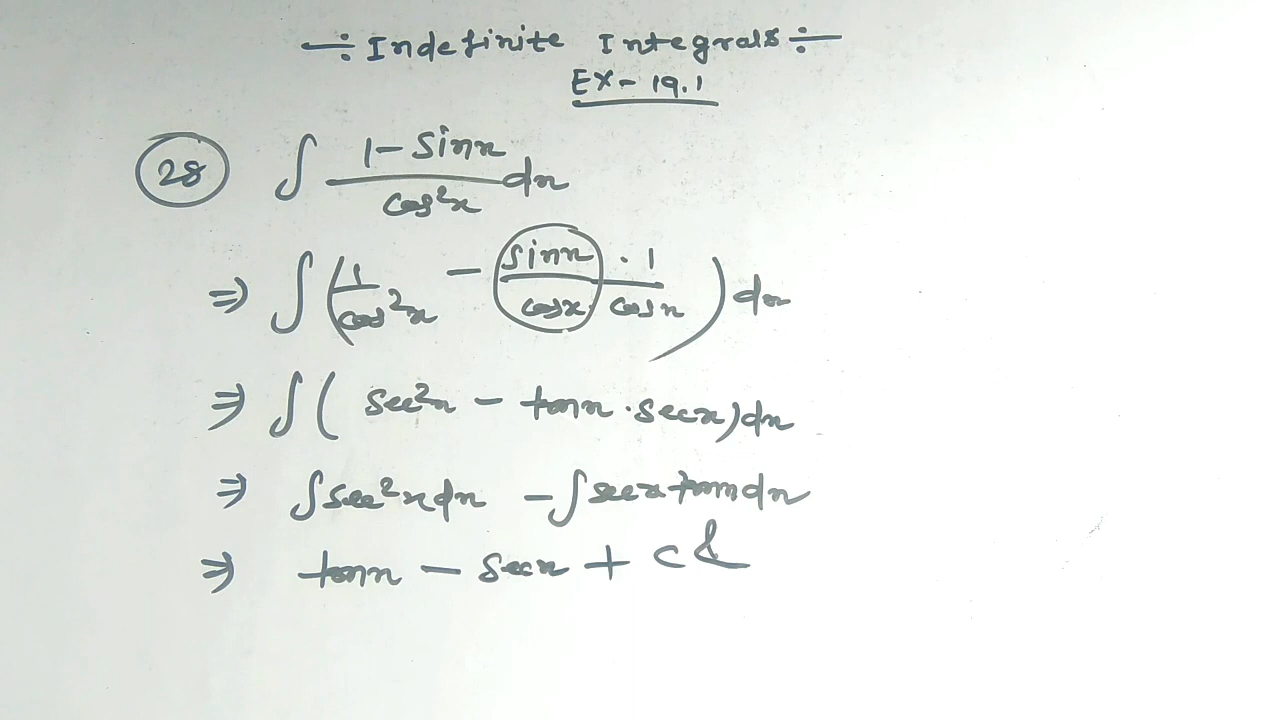 ÷ Indefinite Integrals ÷
EX- 19.1
28 ∫ (1 - sinx)/(cos²x) dx
⇒ ∫ (1/cos²x - sinx/cosx · 1/cosx) dx
⇒ ∫ ( sec²x - tanx · secx) dx
⇒ ∫ sec²x dx - ∫ secx tanx dx
⇒ tanx - secx + c